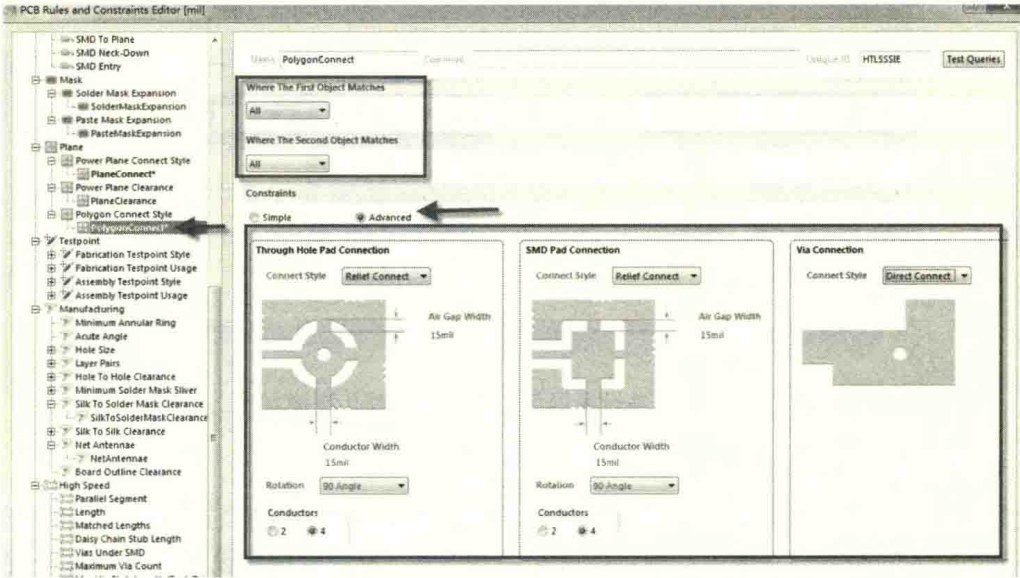 PCB Rules and Constraints Editor [mil]
SMD To Plane
SMD Neck-Down
SMD Entry
Mask
Solder Mask Expansion
SolderMaskExpansion
Paste Mask Expansion
PasteMaskExpansion
Plane
Power Plane Connect Style
PlaneConnect*
Power Plane Clearance
PlaneClearance
Polygon Connect Style
PolygonConnect*
Testpoint
Fabrication Testpoint Style
Fabrication Testpoint Usage
Assembly Testpoint Style
Assembly Testpoint Usage
Manufacturing
Minimum Annular Ring
Acute Angle
Hole Size
Layer Pairs
Hole To Hole Clearance
Minimum Solder Mask Sliver
Silk To Solder Mask Clearance
SilkToSolderMaskClearance
Silk To Silk Clearance
Net Antennae
NetAntennae
Board Outline Clearance
High Speed
Parallel Segment
Length
Matched Lengths
Daisy Chain Stub Length
Vias Under SMD
Maximum Via Count
Name PolygonConnect Comment Unique ID HTLSSSIE Test Queries
Where The First Object Matches
All
Where The Second Object Matches
All
Constraints
Simple Advanced
Through Hole Pad Connection
Connect Style Relief Connect
Air Gap Width
15mil
Conductor Width
15mil
Rotation 90 Angle
Conductors
2 4
SMD Pad Connection
Connect Style Relief Connect
Air Gap Width
15mil
Conductor Width
15mil
Rotation 90 Angle
Conductors
2 4
Via Connection
Connect Style Direct Connect